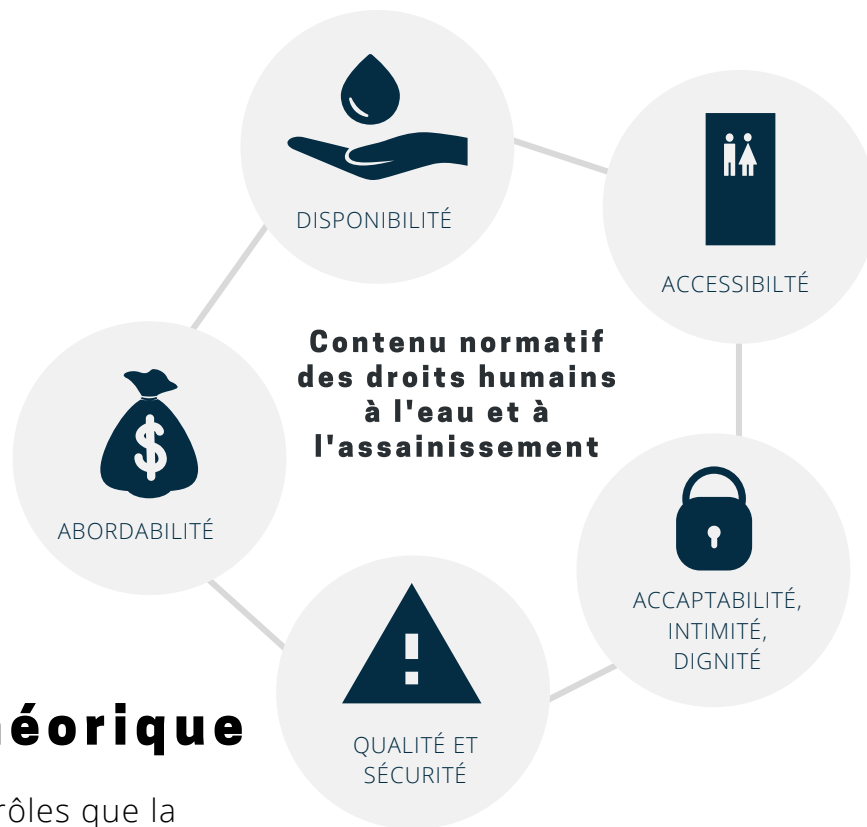 DISPONIBILITÉ
ACCESSIBILTÉ
Contenu normatif
des droits humains
à l'eau et à
l'assainissement
$
ABORDABILITÉ
ACCAPTABILITÉ,
INTIMITÉ,
DIGNITÉ
QUALITÉ ET
SÉCURITÉ
héorique
rôles que la